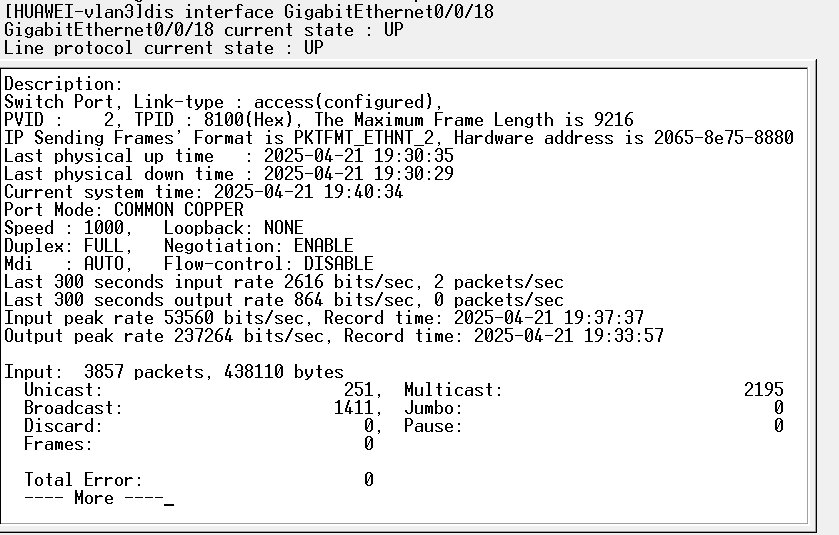 [HUAWEI-vlan3]dis interface GigabitEthernet0/0/18
GigabitEthernet0/0/18 current state : UP
Line protocol current state : UP
Description:
Switch Port, Link-type : access(configured),
PVID :    2, TPID : 8100(Hex), The Maximum Frame Length is 9216
IP Sending Frames' Format is PKTFMT_ETHNT_2, Hardware address is 2065-8e75-8880
Last physical up time   : 2025-04-21 19:30:35
Last physical down time : 2025-04-21 19:30:29
Current system time: 2025-04-21 19:40:34
Port Mode: COMMON COPPER
Speed : 1000,   Loopback: NONE
Duplex: FULL,   Negotiation: ENABLE
Mdi   : AUTO,   Flow-control: DISABLE
Last 300 seconds input rate 2616 bits/sec, 2 packets/sec
Last 300 seconds output rate 864 bits/sec, 0 packets/sec
Input peak rate 53560 bits/sec, Record time: 2025-04-21 19:37:37
Output peak rate 237264 bits/sec, Record time: 2025-04-21 19:33:57
Input:  3857 packets, 438110 bytes
  Unicast:                        251,  Multicast:                        2195
  Broadcast:                     1411,  Jumbo:                               0
  Discard:                          0,  Pause:                               0
  Frames:                           0
  Total Error:                      0
  ---- More ----_